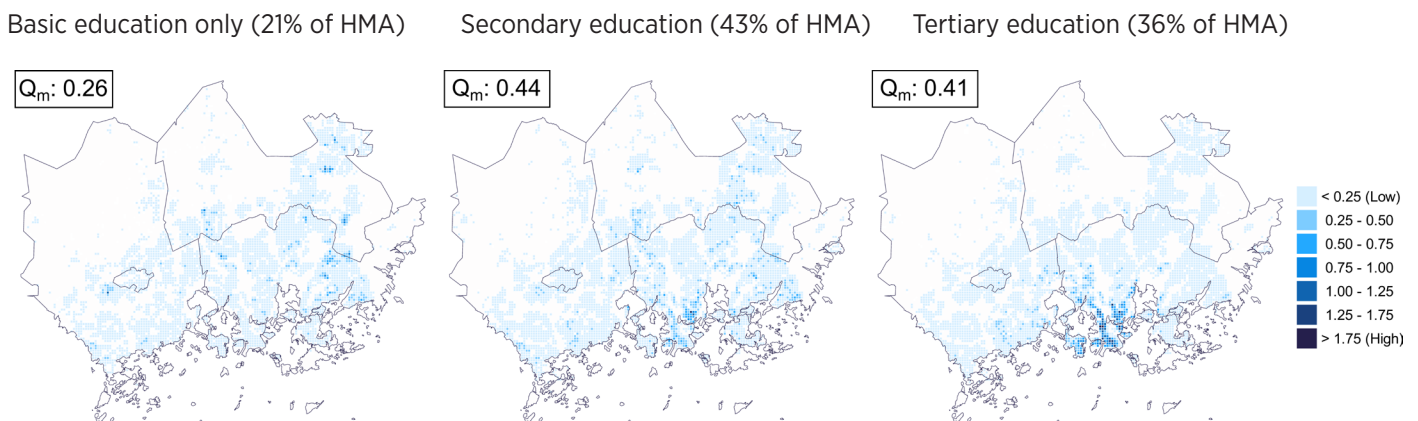 Basic education only (21% of HMA)
Secondary education (43% of HMA)
Tertiary education (36% of HMA)
Qm: 0.26
Qm: 0.44
Qm: 0.41
< 0.25 (Low)
0.25 - 0.50
0.50 - 0.75
0.75 - 1.00
1.00 - 1.25
1.25 - 1.75
> 1.75 (High)